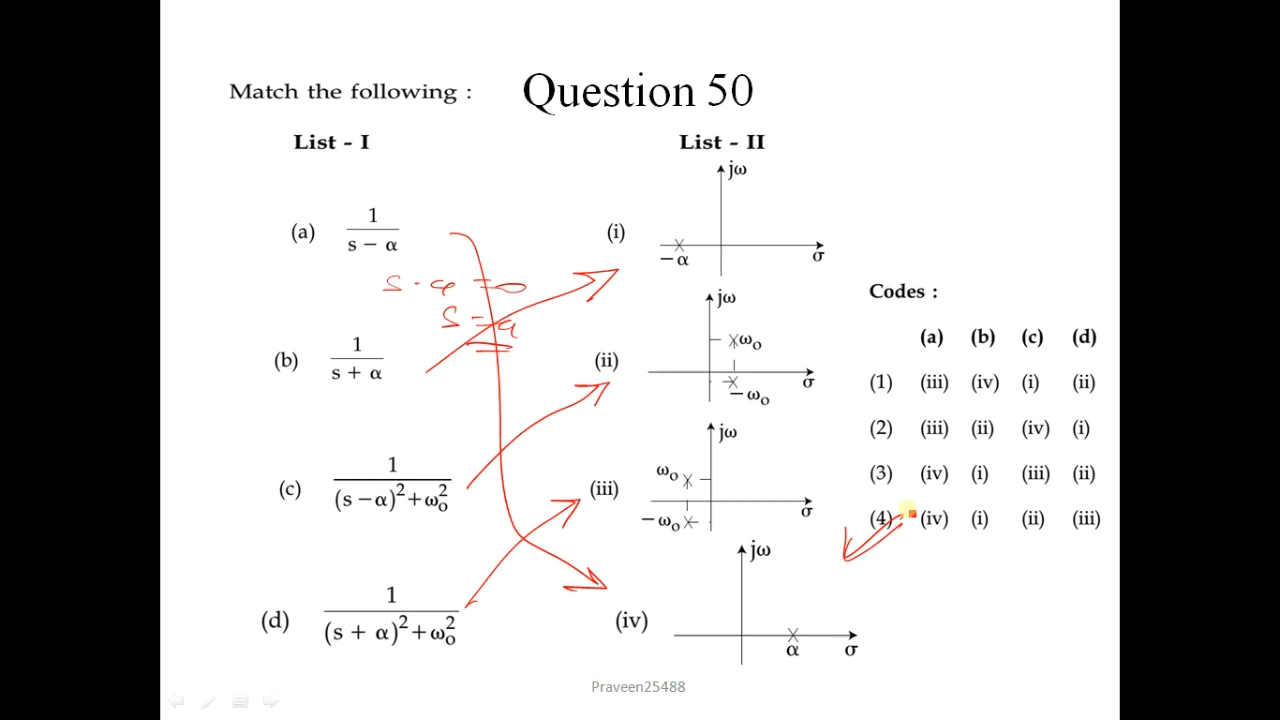 Match the following : Question 50
List - I
List - II
(a) 1 / (s − α)
s - α = 0
s = α
(b) 1 / (s + α)
(c) 1 / ((s − α)² + ω₀²)
(d) 1 / ((s + α)² + ω₀²)
(i) jω
−α σ
(ii) jω
ω₀
σ
−ω₀
(iii) jω
ω₀
σ
−ω₀
(iv) jω
α σ
Codes :
(a) (b) (c) (d)
(1) (iii) (iv) (i) (ii)
(2) (iii) (ii) (iv) (i)
(3) (iv) (i) (iii) (ii)
(4) (iv) (i) (ii) (iii)
Praveen25488